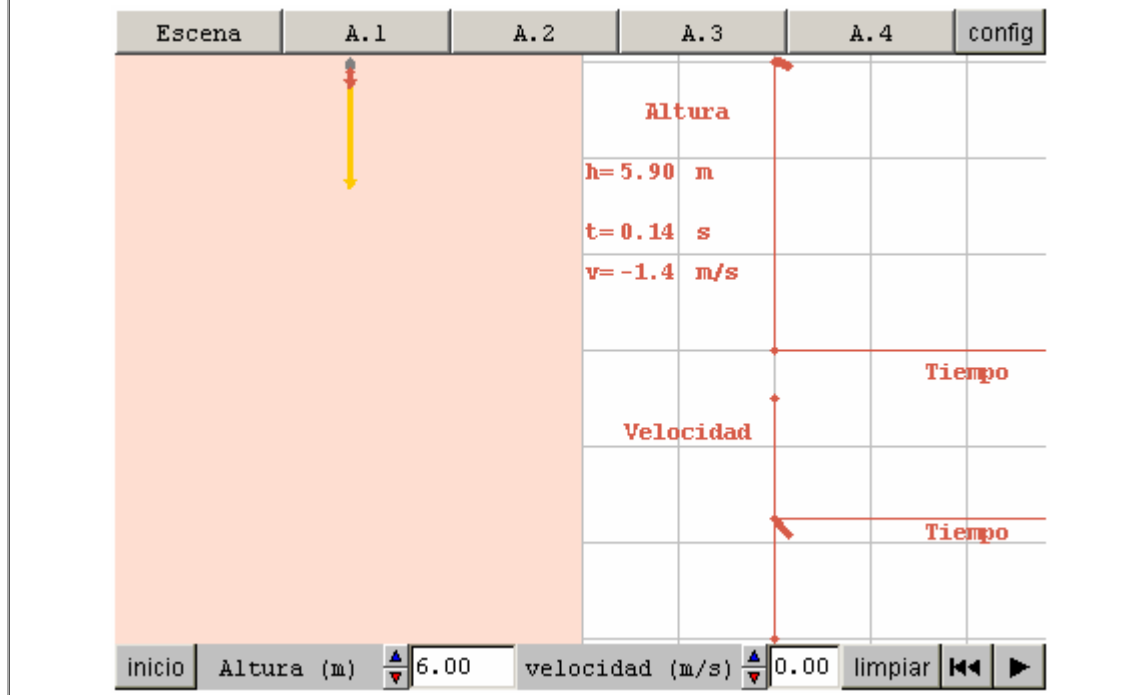 Escena A.1 A.2 A.3 A.4 config
Altura
h= 5.90 m
t= 0.14 s
v= -1.4 m/s
Tiempo
Velocidad
Tiempo
inicio Altura (m) 6.00 velocidad (m/s) 0.00 limpiar